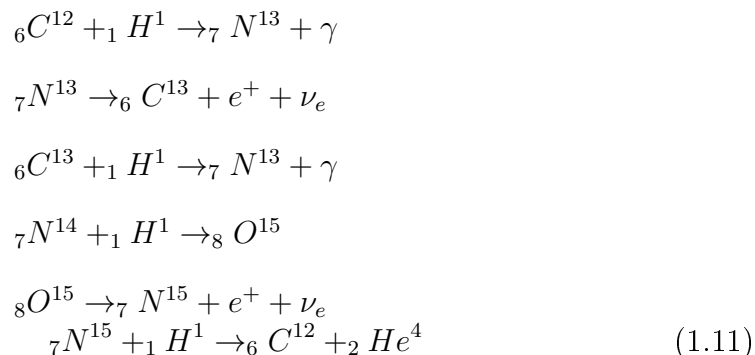 ₆C¹² +₁ H¹ →₇ N¹³ + γ
₇N¹³ →₆ C¹³ + e⁺ + νₑ
₆C¹³ +₁ H¹ →₇ N¹³ + γ
₇N¹⁴ +₁ H¹ →₈ O¹⁵
₈O¹⁵ →₇ N¹⁵ + e⁺ + νₑ
₇N¹⁵ +₁ H¹ →₆ C¹² +₂ He⁴ (1.11)